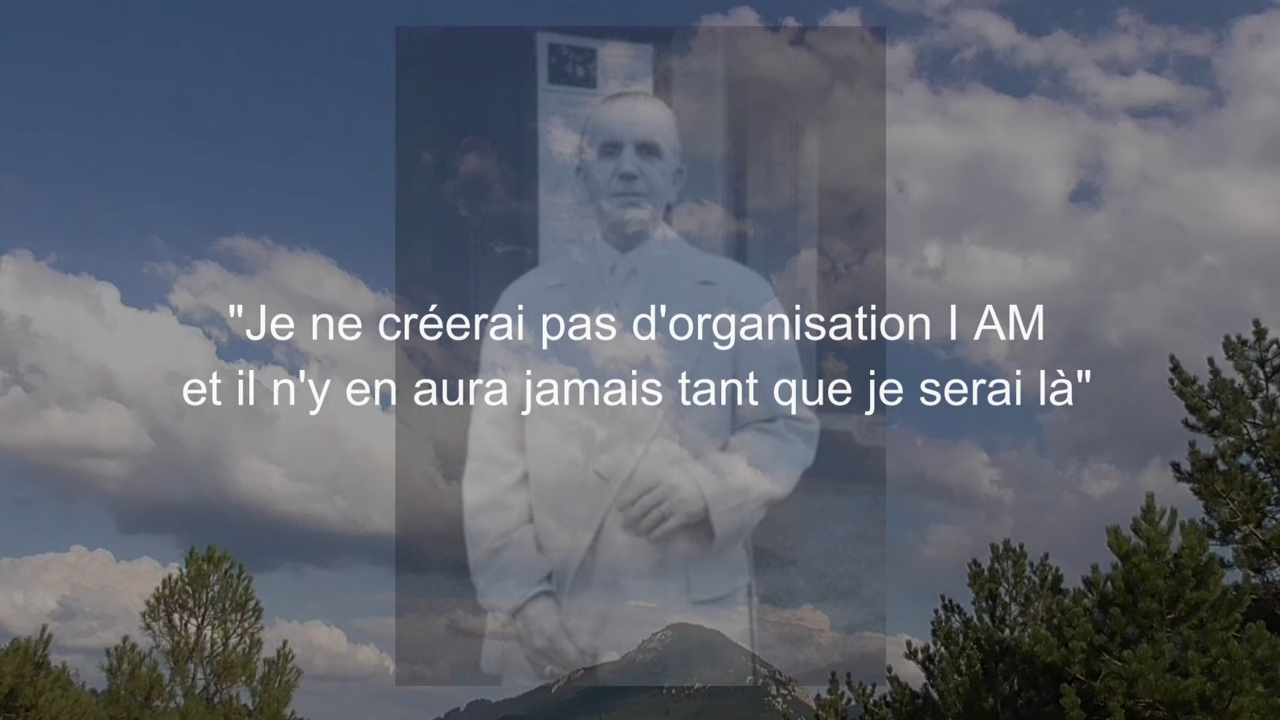 "Je ne créerai pas d'organisation I AM
et il n'y en aura jamais tant que je serai là"